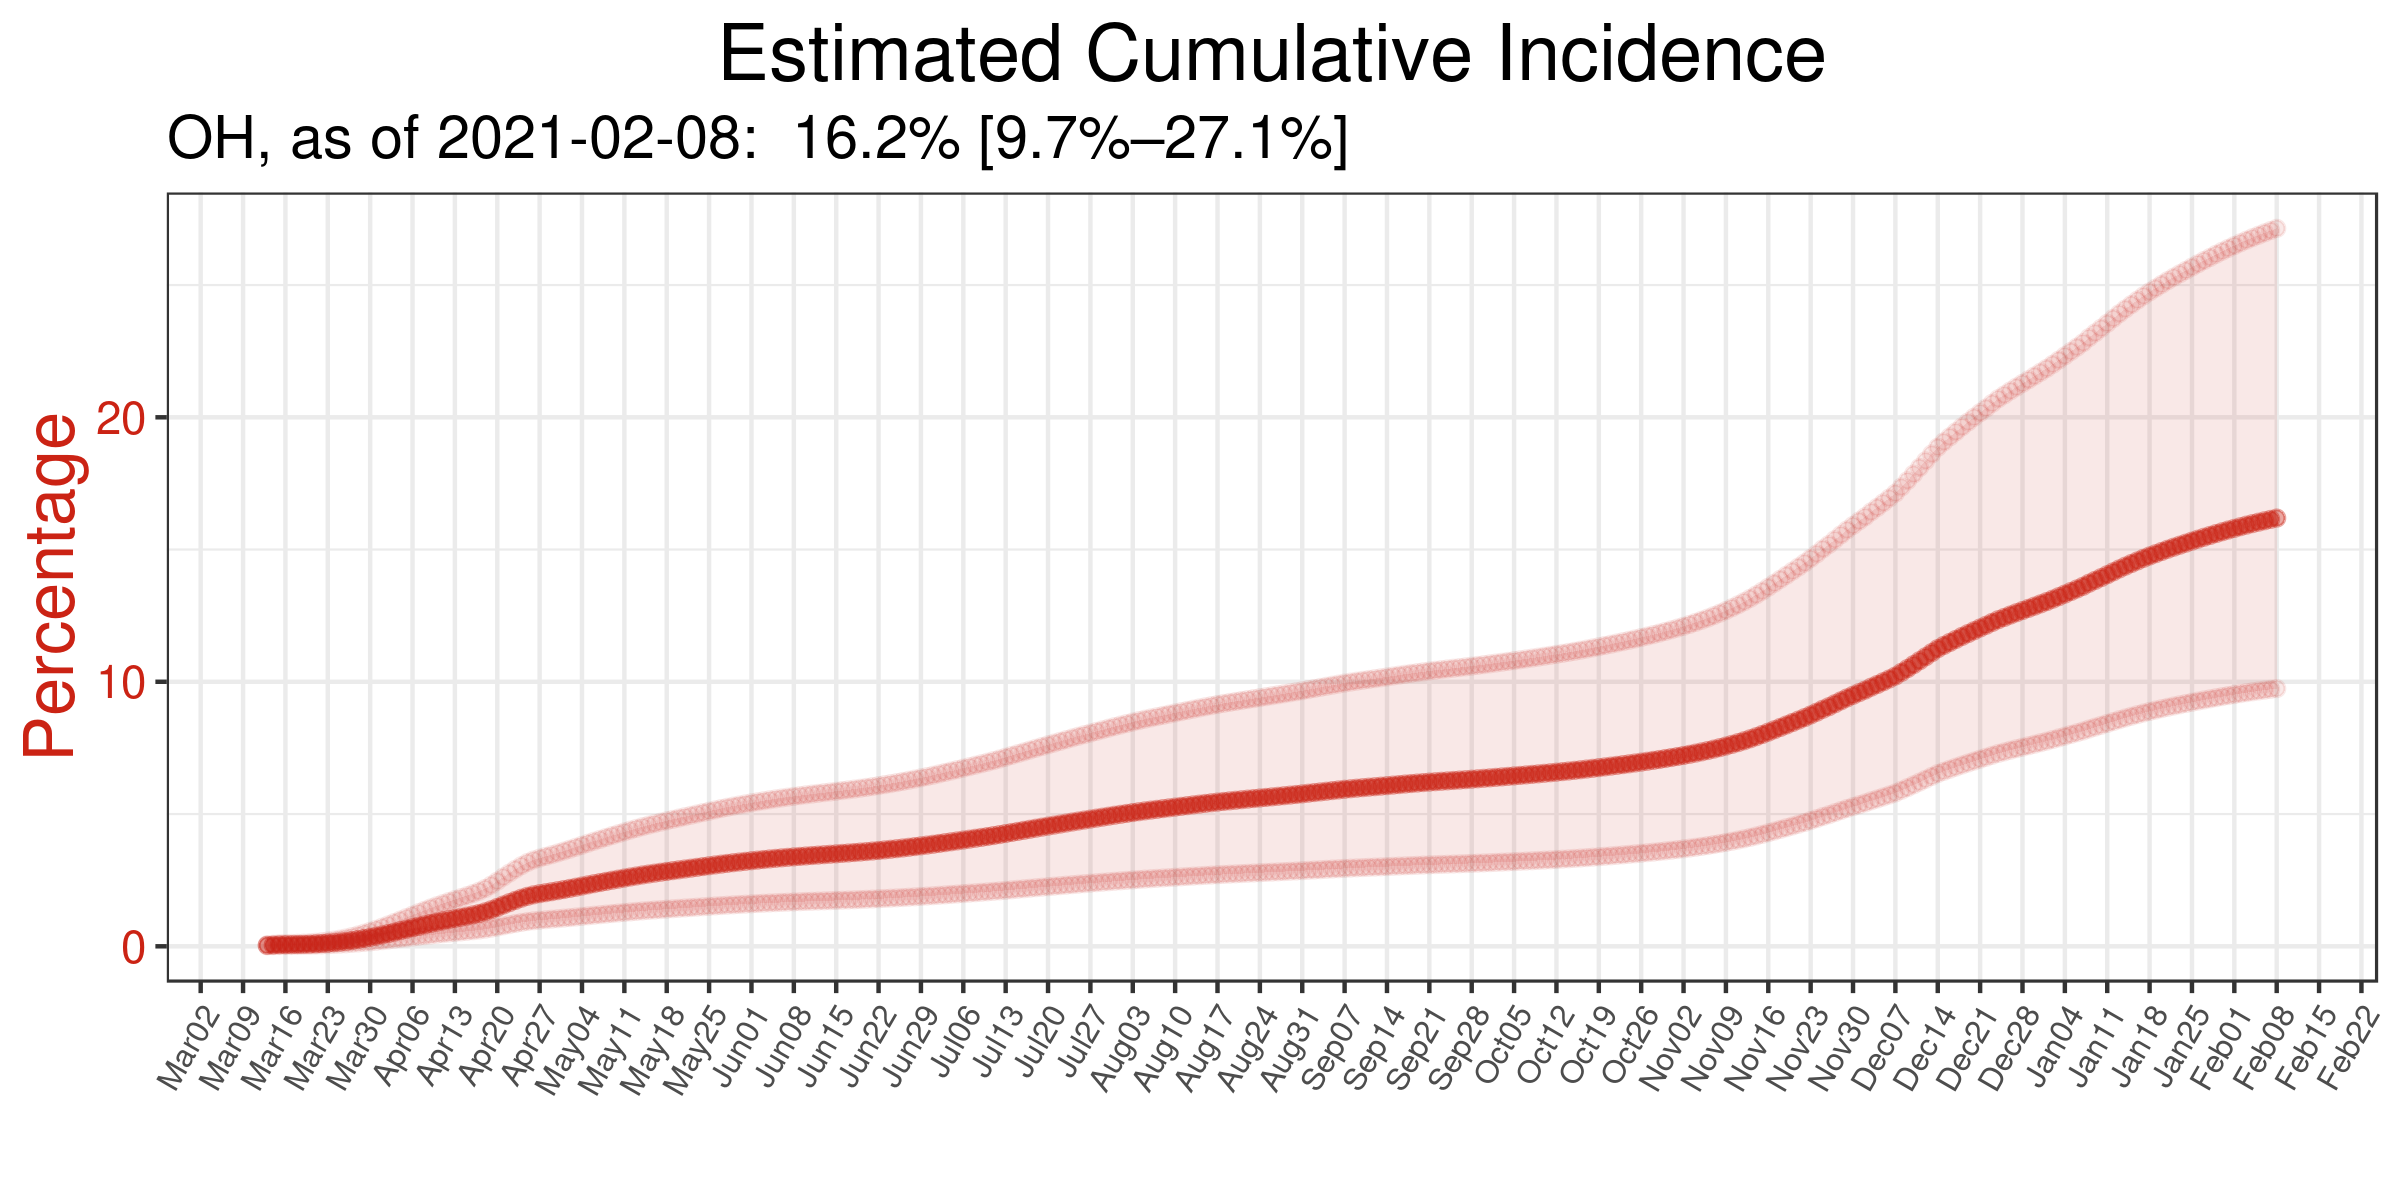 Estimated Cumulative Incidence
OH, as of 2021-02-08:  16.2% [9.7%–27.1%]
Percentage
20
10
0
Mar02
Mar09
Mar16
Mar23
Mar30
Apr06
Apr13
Apr20
Apr27
May04
May11
May18
May25
Jun01
Jun08
Jun15
Jun22
Jun29
Jul06
Jul13
Jul20
Jul27
Aug03
Aug10
Aug17
Aug24
Aug31
Sep07
Sep14
Sep21
Sep28
Oct05
Oct12
Oct19
Oct26
Nov02
Nov09
Nov16
Nov23
Nov30
Dec07
Dec14
Dec21
Dec28
Jan04
Jan11
Jan18
Jan25
Feb01
Feb08
Feb15
Feb22